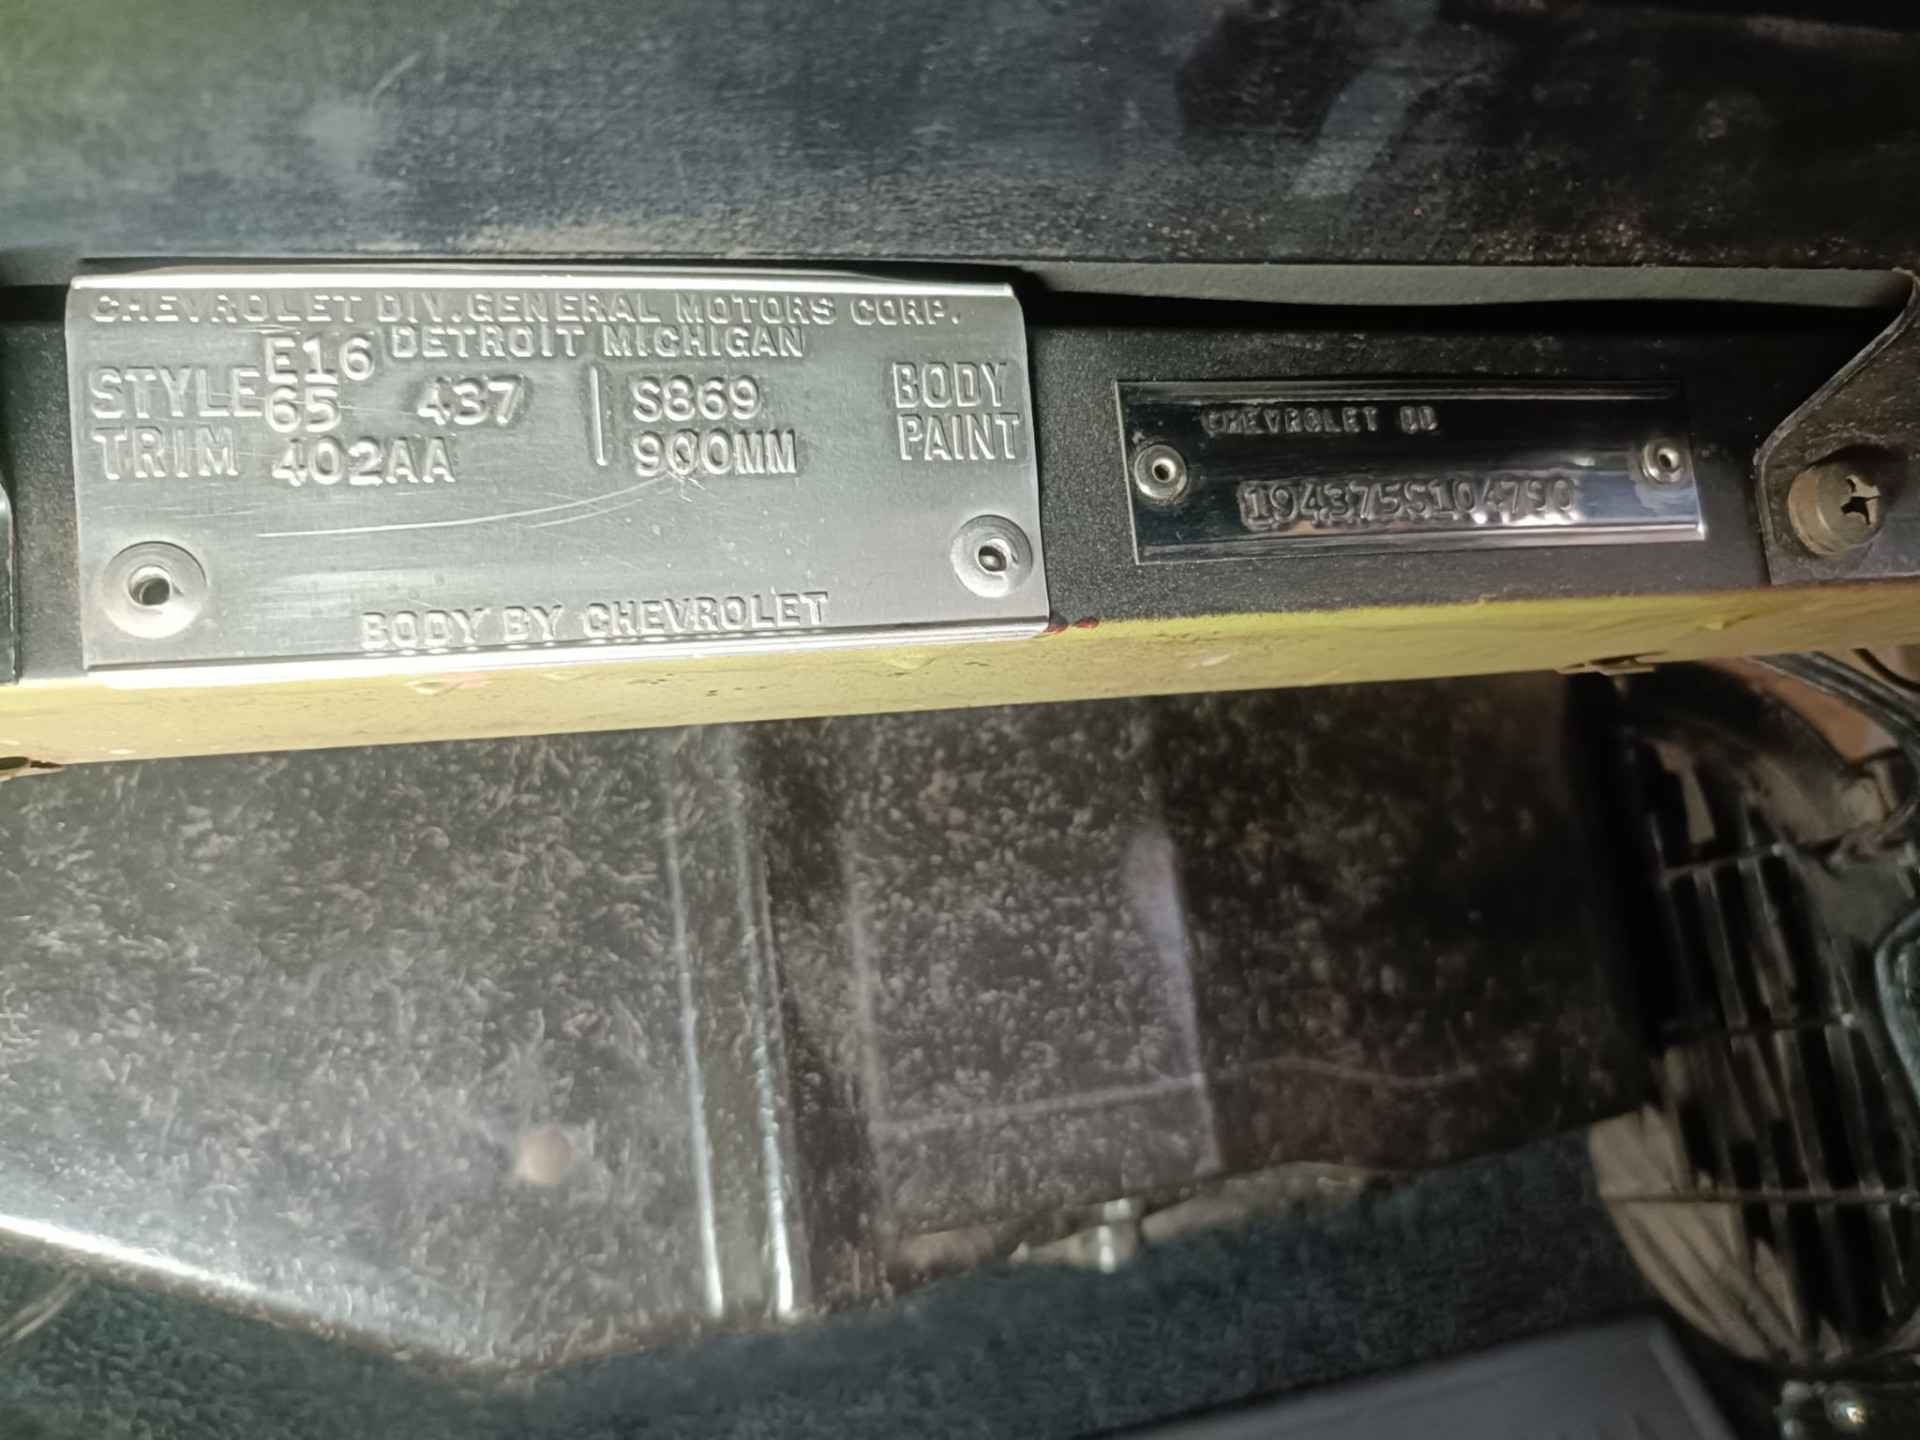 CHEVROLET DIV. GENERAL MOTORS CORP.
DETROIT MICHIGAN
E16
STYLE 65 437 S869 BODY
TRIM 402AA 900MM PAINT
BODY BY CHEVROLET
CHEVROLET
194375S104790